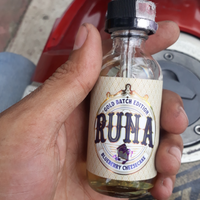 GOLD BATCH EDITION
RUNA
BLUEBERRY CHEESECAKE